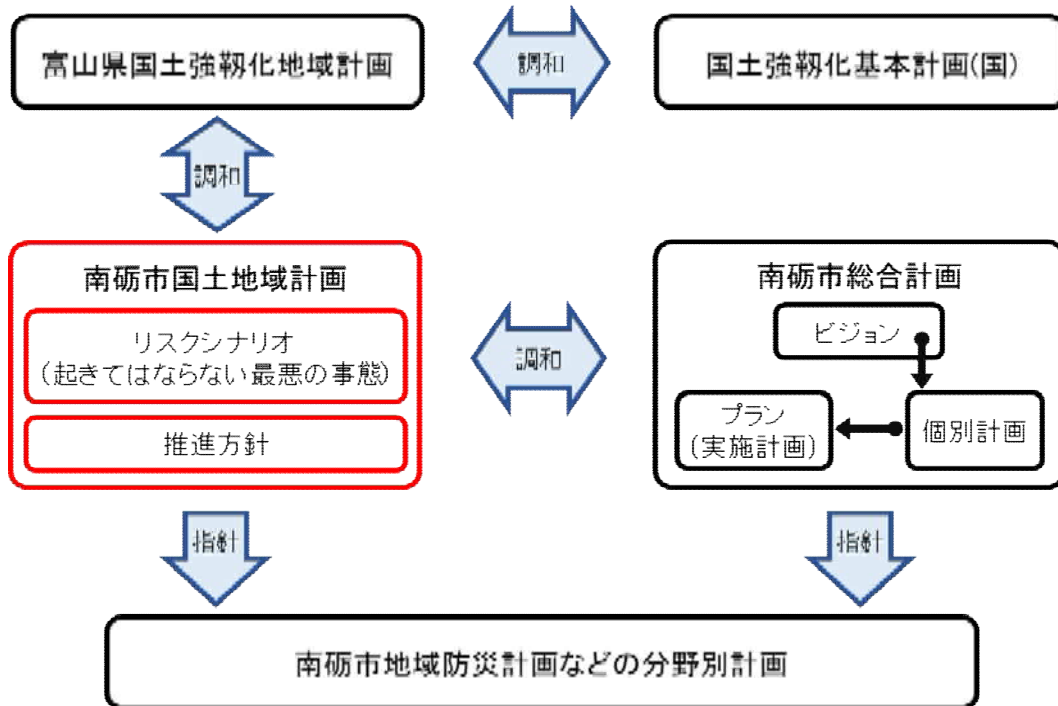 富山県国土強靱化地域計画
調和
国土強靱化基本計画(国)
調和
南砺市国土地域計画
リスクシナリオ
(起きてはならない最悪の事態)
推進方針
調和
南砺市総合計画
ビジョン
プラン
(実施計画)
個別計画
指針
指針
南砺市地域防災計画などの分野別計画